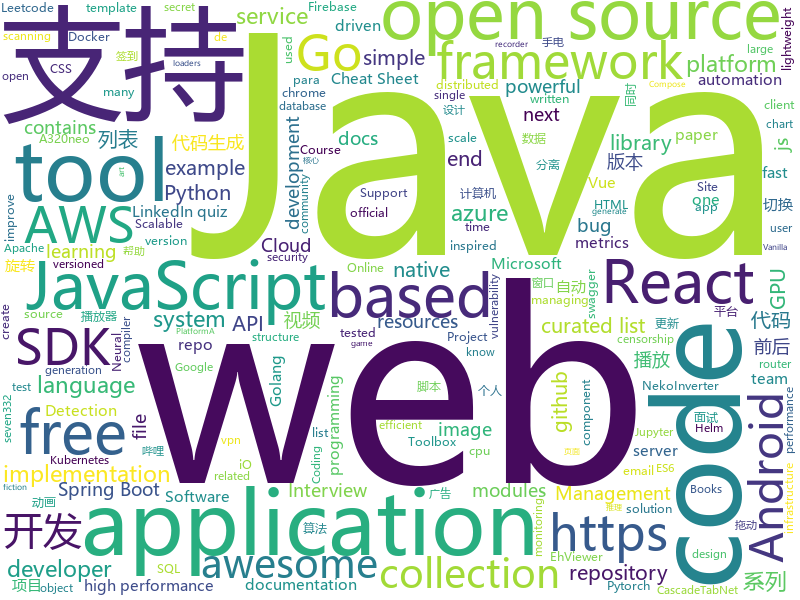 Java
web
支持
open source
code
application
tool
JavaScript
based
React
framework
Go
AWS
SDK
free
https
awesome
collection
Android
开发
Leetcode
template
secret
Firebase
scanning
Docker
de
service
driven
手电
recorder
large
used
lightweight
open
CSS
loaders
签到
simple
para
Cheat Sheet
platform
distributed
single
written
Compose
同时
automation
chrome
database
powerful
设计
client
many
contains
A320neo
列表
代码生成
docs
next
scale
数据
chart
example
版本
js
Python
development
community
Course
核心
library
paper
分离
fast
improve
LinkedIn quiz
Support
end
计算机
Vue
HTML
Site
app
one
切换
Apache
Scalable
Cloud
official
azure
bug
user
version
security
time
inspired
metrics
Vanilla
generate
learning
旋转
versioned
帮助
Online
Microsoft
native
窗口
自动
managing
swagger
GPU
create
source
播放器
system
API
视频
resources
vulnerability
curated list
平台
PlatformA
tested
Project
know
代码
更新
compiler
Neural
Golang
repo
Google
graph
language
structure
game
播放
前后
censorship
router
generation
test
file
team
NekoInverter
performance
Detection
efficient
脚本
个人
github
component
面试
Helm
seven332
vpn
list
Toolbox
programming
image
cpu
Jupyter
server
ES6
implementation
哔哩
iO
related
Coding
Kubernetes
Spring Boot
Software
Interview
modules
Management
email
Books
infrastructure
动画
广告
monitoring
solution
页面
拖动
developer
算法
repository
fiction
项目
documentation
SQL
art
EhViewer
design
系列
high performance
object
Pytorch
CascadeTabNet